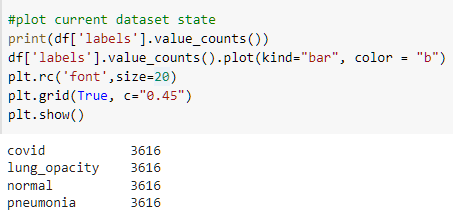 #plot current dataset state
print(df['labels'].value_counts())
df['labels'].value_counts().plot(kind="bar", color = "b")
plt.rc('font',size=20)
plt.grid(True, c="0.45")
plt.show()
covid 3616
lung_opacity 3616
normal 3616
pneumonia 3616